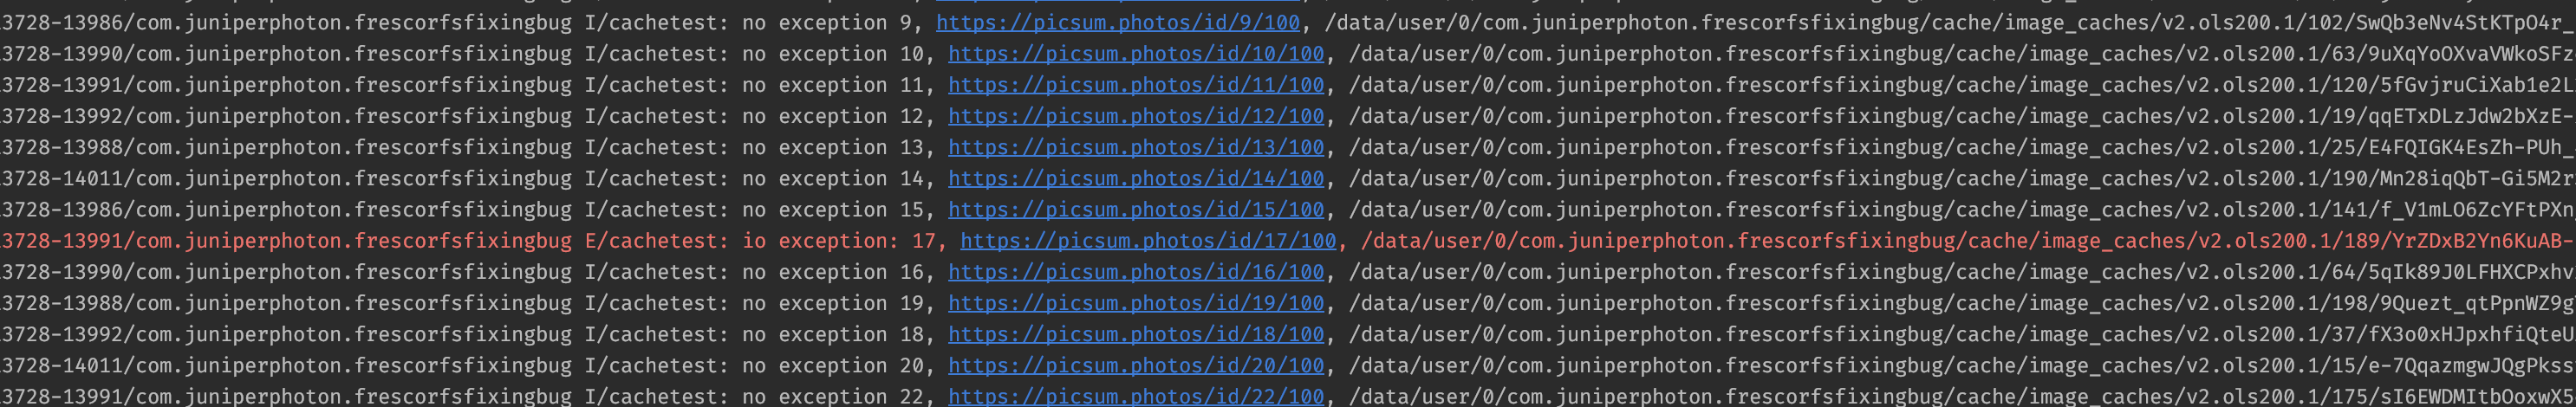 13728-13986/com.juniperphoton.frescorfsfixingbug I/cachetest: no exception 9, https://picsum.photos/id/9/100, /data/user/0/com.juniperphoton.frescorfsfixingbug/cache/image_caches/v2.ols200.1/102/SwQb3eNv4StKTpO4r_
13728-13990/com.juniperphoton.frescorfsfixingbug I/cachetest: no exception 10, https://picsum.photos/id/10/100, /data/user/0/com.juniperphoton.frescorfsfixingbug/cache/image_caches/v2.ols200.1/63/9uXqYoOXvaVWkoSFz
13728-13991/com.juniperphoton.frescorfsfixingbug I/cachetest: no exception 11, https://picsum.photos/id/11/100, /data/user/0/com.juniperphoton.frescorfsfixingbug/cache/image_caches/v2.ols200.1/120/5fGvjruCiXab1e2L
13728-13992/com.juniperphoton.frescorfsfixingbug I/cachetest: no exception 12, https://picsum.photos/id/12/100, /data/user/0/com.juniperphoton.frescorfsfixingbug/cache/image_caches/v2.ols200.1/19/qqETxDLzJdw2bXzE-
13728-13988/com.juniperphoton.frescorfsfixingbug I/cachetest: no exception 13, https://picsum.photos/id/13/100, /data/user/0/com.juniperphoton.frescorfsfixingbug/cache/image_caches/v2.ols200.1/25/E4FQIGK4EsZh-PUh_
13728-14011/com.juniperphoton.frescorfsfixingbug I/cachetest: no exception 14, https://picsum.photos/id/14/100, /data/user/0/com.juniperphoton.frescorfsfixingbug/cache/image_caches/v2.ols200.1/190/Mn28iqQbT-Gi5M2r
13728-13986/com.juniperphoton.frescorfsfixingbug I/cachetest: no exception 15, https://picsum.photos/id/15/100, /data/user/0/com.juniperphoton.frescorfsfixingbug/cache/image_caches/v2.ols200.1/141/f_V1mLO6ZcYFtPXn
13728-13991/com.juniperphoton.frescorfsfixingbug E/cachetest: io exception: 17, https://picsum.photos/id/17/100, /data/user/0/com.juniperphoton.frescorfsfixingbug/cache/image_caches/v2.ols200.1/189/YrZDxB2Yn6KuAB-
13728-13990/com.juniperphoton.frescorfsfixingbug I/cachetest: no exception 16, https://picsum.photos/id/16/100, /data/user/0/com.juniperphoton.frescorfsfixingbug/cache/image_caches/v2.ols200.1/64/5qIk89J0LFHXCPxhv
13728-13988/com.juniperphoton.frescorfsfixingbug I/cachetest: no exception 19, https://picsum.photos/id/19/100, /data/user/0/com.juniperphoton.frescorfsfixingbug/cache/image_caches/v2.ols200.1/198/9Quezt_qtPpnWZ9g
13728-13992/com.juniperphoton.frescorfsfixingbug I/cachetest: no exception 18, https://picsum.photos/id/18/100, /data/user/0/com.juniperphoton.frescorfsfixingbug/cache/image_caches/v2.ols200.1/37/fX3o0xHJpxhfiQteU
13728-14011/com.juniperphoton.frescorfsfixingbug I/cachetest: no exception 20, https://picsum.photos/id/20/100, /data/user/0/com.juniperphoton.frescorfsfixingbug/cache/image_caches/v2.ols200.1/15/e-7QqazmgwJQgPkss
13728-13991/com.juniperphoton.frescorfsfixingbug I/cachetest: no exception 22, https://picsum.photos/id/22/100, /data/user/0/com.juniperphoton.frescorfsfixingbug/cache/image_caches/v2.ols200.1/175/sI6EWDMItbOoxwX5